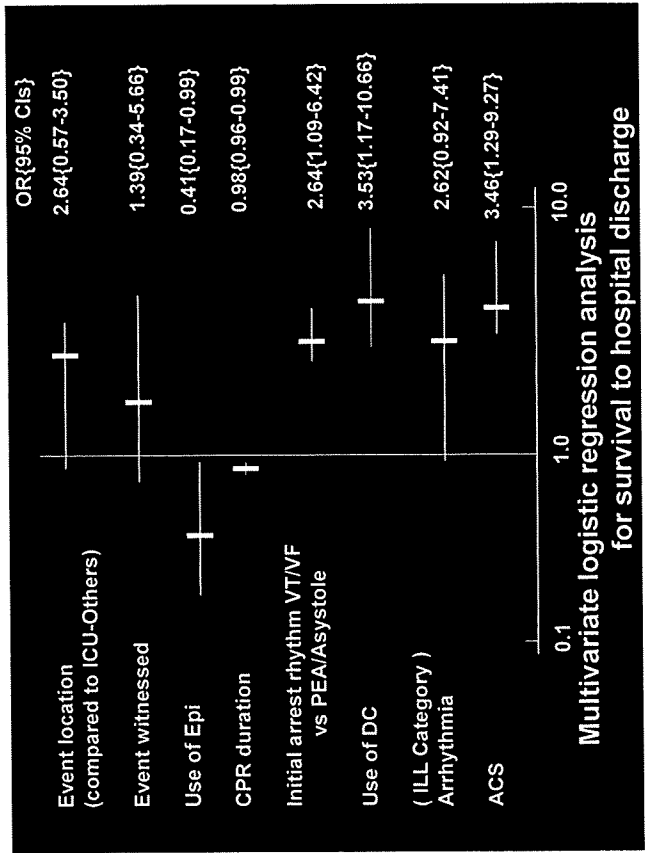 OR{95% CIs}
Event location
(compared to ICU-Others)
2.64{0.57-3.50}
Event witnessed
1.39{0.34-5.66}
Use of Epi
0.41{0.17-0.99}
CPR duration
0.98{0.96-0.99}
Initial arrest rhythm VT/VF
vs PEA/Asystole
2.64{1.09-6.42}
Use of DC
3.53{1.17-10.66}
( ILL Category )
Arrhythmia
2.62{0.92-7.41}
ACS
3.46{1.29-9.27}
0.1
1.0
10.0
Multivariate logistic regression analysis
for survival to hospital discharge